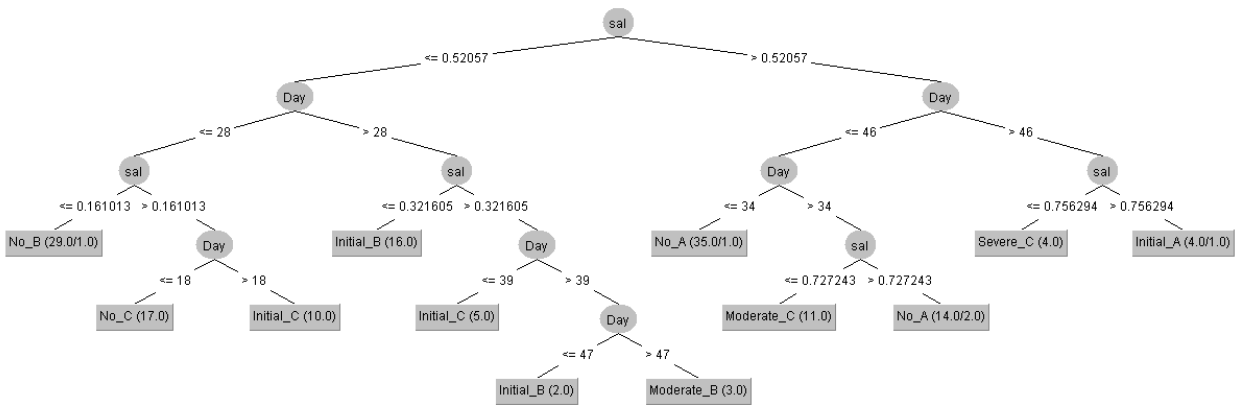 sal
<= 0.52057 > 0.52057
Day Day
<= 28 > 28 <= 46 > 46
sal sal Day sal
<= 0.161013 > 0.161013 <= 0.321605 > 0.321605 <= 34 > 34 <= 0.756294 > 0.756294
No_B (29.0/1.0) Day Initial_B (16.0) Day No_A (35.0/1.0) sal Severe_C (4.0) Initial_A (4.0/1.0)
<= 18 > 18 <= 39 > 39 <= 0.727243 > 0.727243
No_C (17.0) Initial_C (10.0) Initial_C (5.0) Day Moderate_C (11.0) No_A (14.0/2.0)
<= 47 > 47
Initial_B (2.0) Moderate_B (3.0)